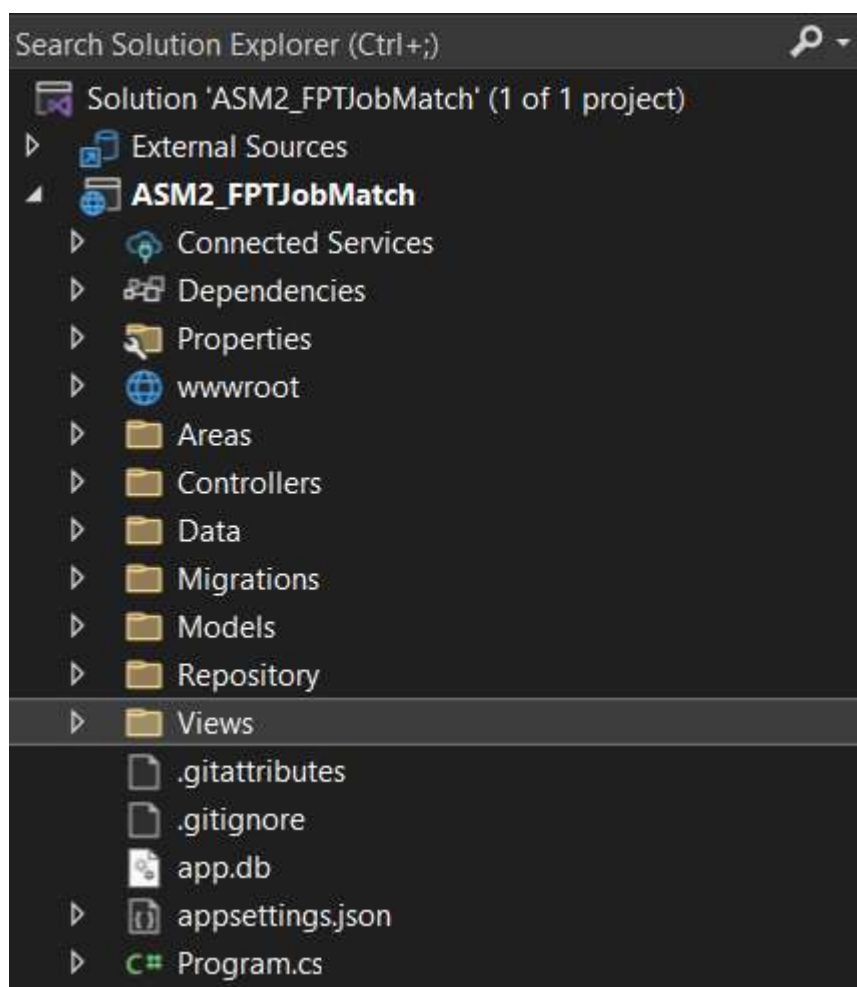 Search Solution Explorer (Ctrl+;)
Solution 'ASM2_FPTJobMatch' (1 of 1 project)
External Sources
ASM2_FPTJobMatch
Connected Services
Dependencies
Properties
wwwroot
Areas
Controllers
Data
Migrations
Models
Repository
Views
.gitattributes
.gitignore
app.db
appsettings.json
C# Program.cs